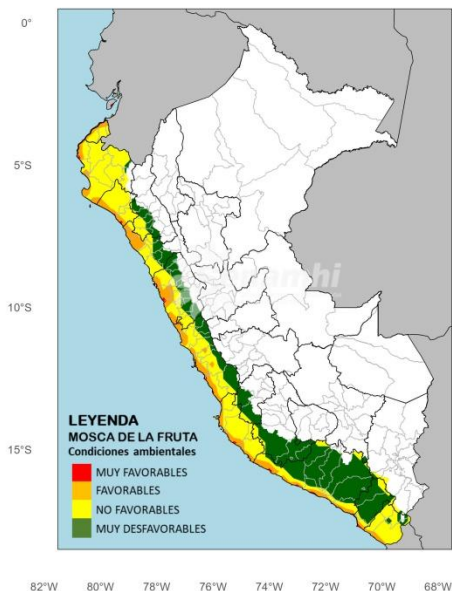 0°
5°S
10°S
15°S
LEYENDA
MOSCA DE LA FRUTA
Condiciones ambientales
MUY FAVORABLES
FAVORABLES
NO FAVORABLES
MUY DESFAVORABLES
82°W 80°W 78°W 76°W 74°W 72°W 70°W 68°W